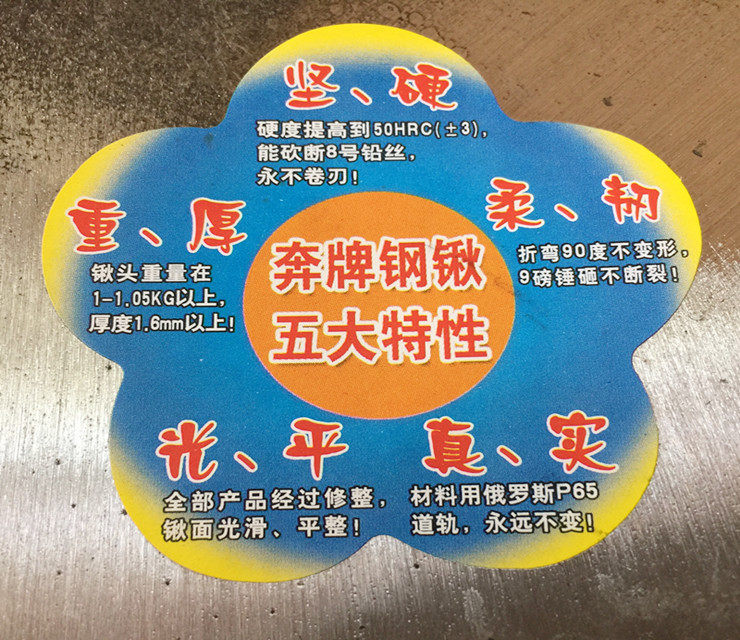 坚、硬
硬度提高到50HRC(±3),
能砍断8号铅丝,
永不卷刃!
重、厚
锹头重量在
1-1.05KG以上,
厚度1.6mm以上!
柔、韧
折弯90度不变形,
9磅锤砸不断裂!
奔牌钢锹
五大特性
光、平
全部产品经过修整,
锹面光滑、平整!
真、实
材料用俄罗斯P65
道轨,永远不变!